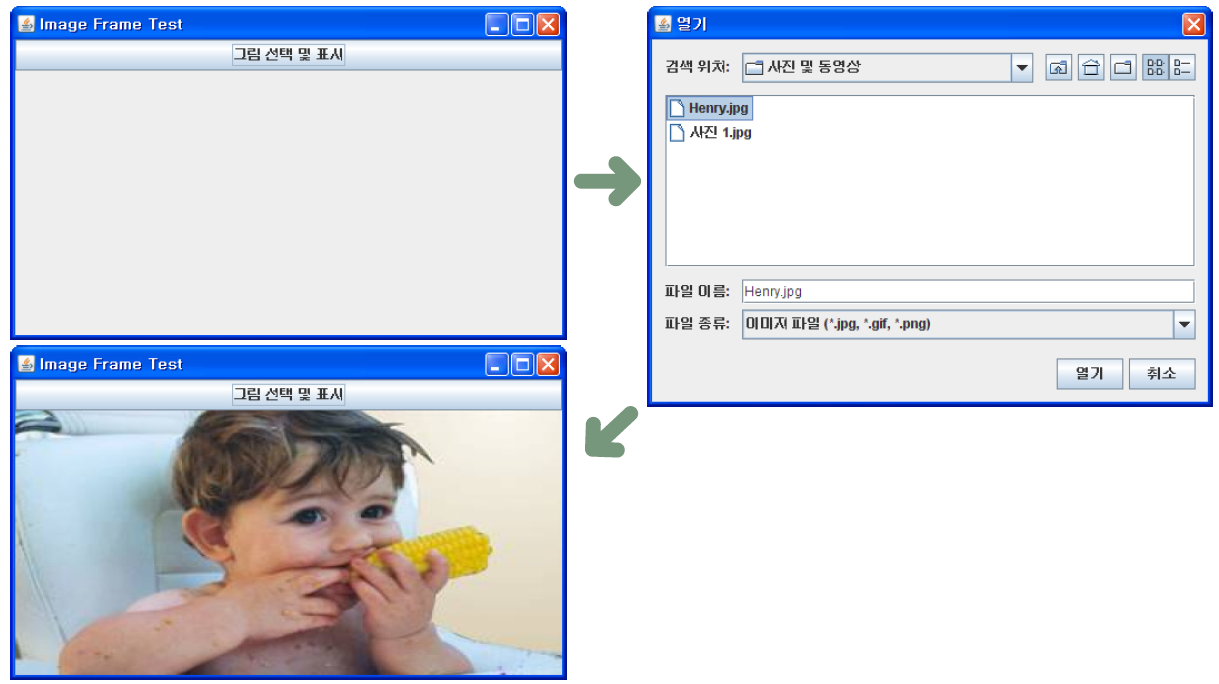 Image Frame Test
그림 선택 및 표시
열기
검색 위치: 사진 및 동영상
Henry.jpg
사진 1.jpg
파일 이름: Henry.jpg
파일 종류: 이미지 파일 (*.jpg, *.gif, *.png)
열기 취소
Image Frame Test
그림 선택 및 표시